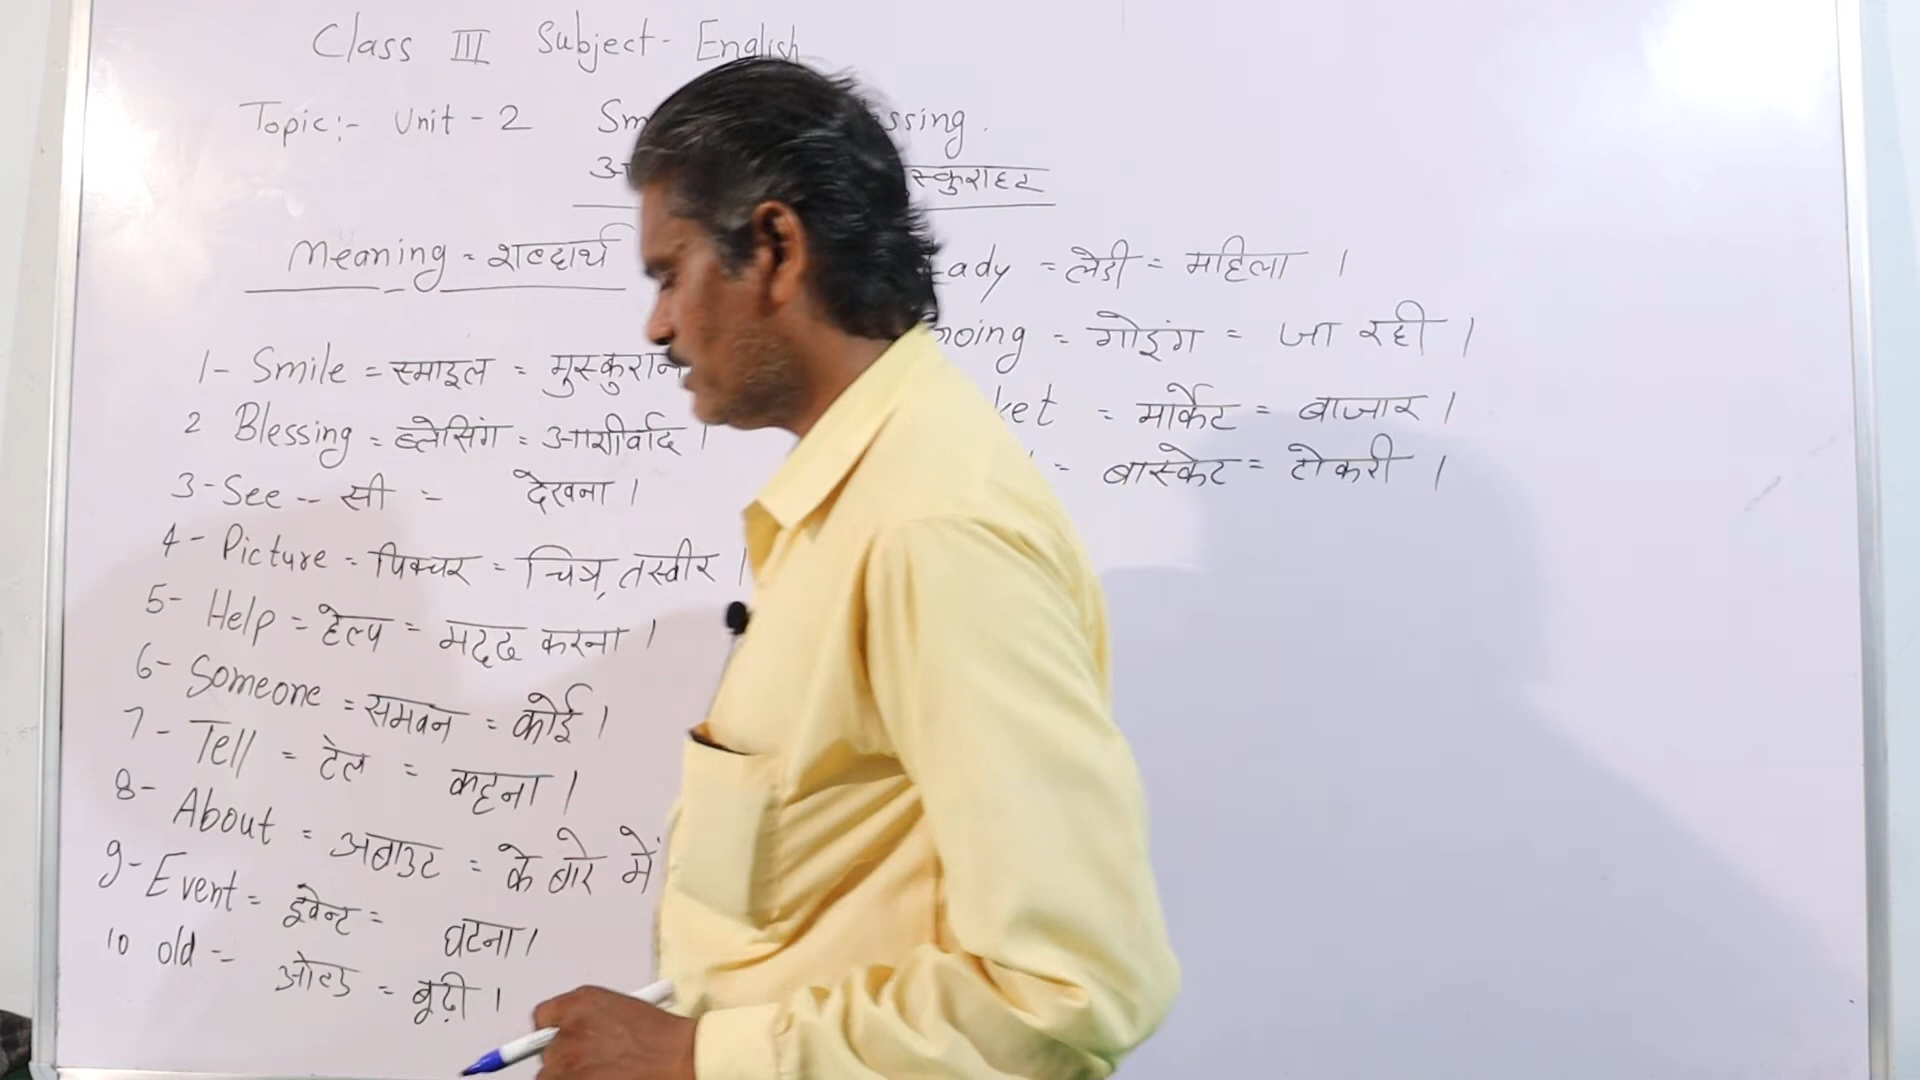 Class III Subject - English
Topic:- Unit - 2
Meaning = शब्दार्थ
1- Smile = स्माइल =
2 Blessing = ब्लेसिंग = आशीर्वाद ।
3- See -- सी = देखना ।
4- Picture = पिक्चर = चित्र, तस्वीर ।
5- Help = हेल्प = मदद करना ।
6- Someone = समवन = कोई ।
7- Tell = टेल = कहना ।
8- About = अबाउट = के बारे में
9- Event = इवेन्ट = घटना ।
10 old -- ओल्ड = बूढ़ी ।
= लेडी = महिला ।
= गोइंग = जा रही ।
= मार्केट = बाजार ।
= बास्केट = टोकरी ।